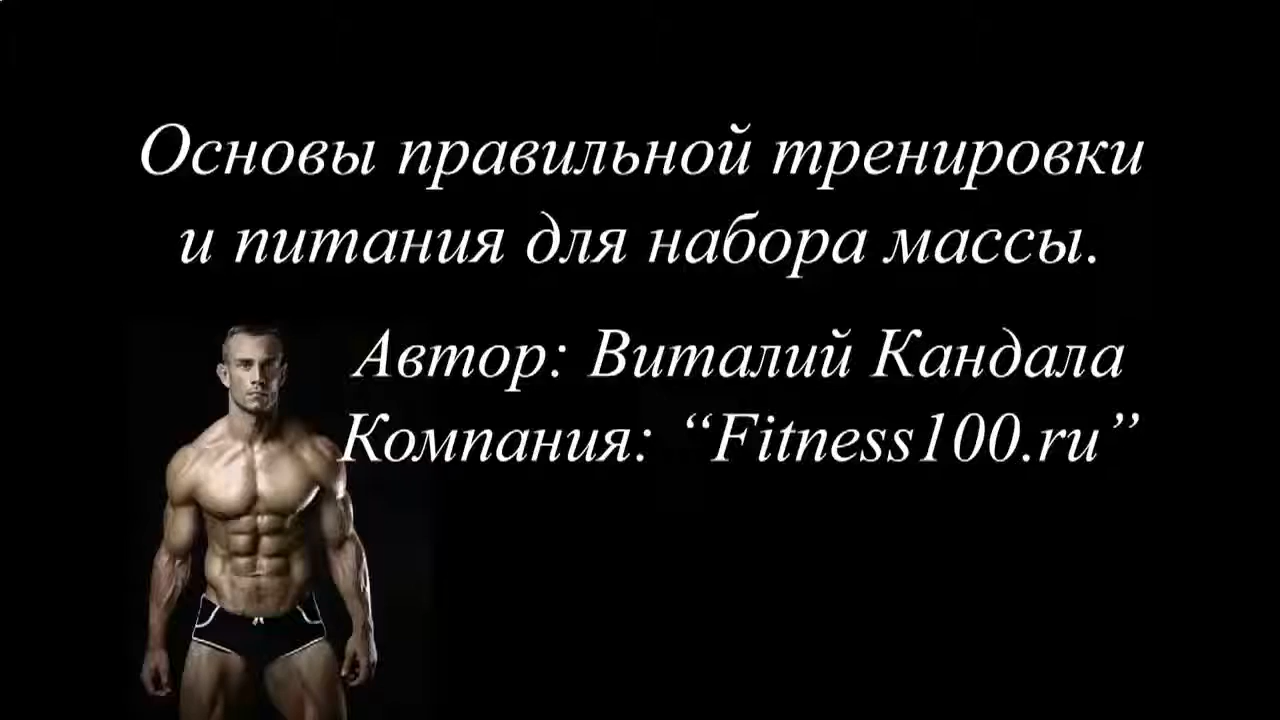 Основы правильной тренировки
и питания для набора массы.
Автор: Виталий Кандала
Компания: “Fitness100.ru”